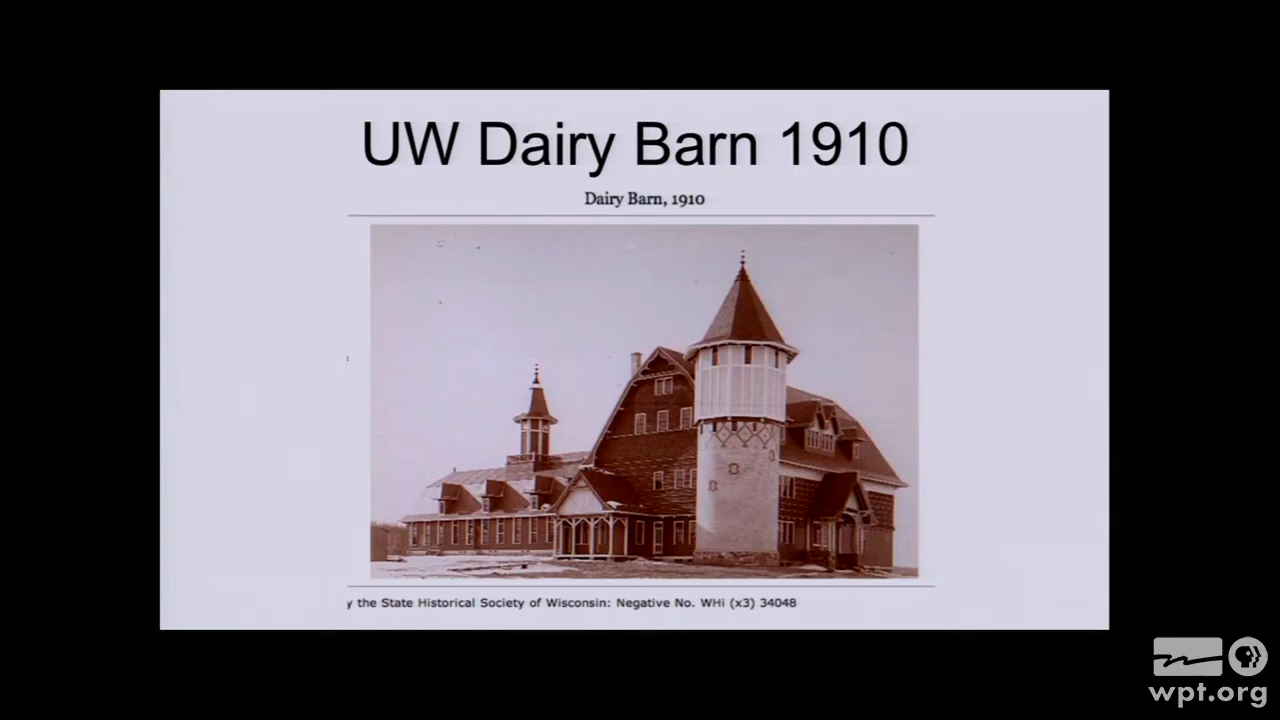 UW Dairy Barn 1910
Dairy Barn, 1910
y the State Historical Society of Wisconsin: Negative No. WHi (x3) 34048
wpt.org